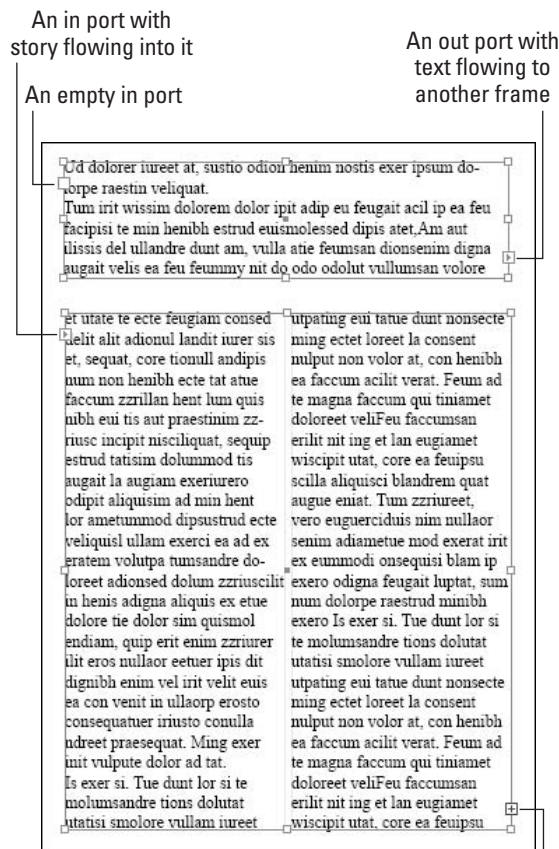 An in port with
story flowing into it
An empty in port
An out port with
text flowing to
another frame
Ud dolorer iureet at, sustio odion henim nostis exer ipsum do-
lorpe raestin veliquat.
Tum irit wissim dolorem dolor ipit adip eu feugait acil ip ea feu
facipisi te min henibh estrud euismolessed dipis atet,Am aut
ilissis del ullandre dunt am, vulla atie feumsan dionsenim digna
augait velis ea feu feummy nit do odo odolut vullumsan volore
et utate te ecte feugiam consed
delit alit adionul landit iurer sis
et, sequat, core tionull andipis
num non henibh ecte tat atue
faccum zzrillan hent lum quis
nibh eui tis aut praestinim zz-
riusc incipit nisciliquat, sequip
estrud tatisim dolummod tis
augait la augiam exeriurero
odipit aliquisim ad min hent
lor ametummod dipsustrud ecte
veliquisl ullam exerci ea ad ex
eratem volutpa tumsandre do-
loreet adionsed dolum zzriuscilit
in henis adigna aliquis ex etue
dolore tie dolor sim quismol
endiam, quip erit enim zzriurer
ilit eros nullaor eetuer ipis dit
dignibh enim vel irit velit euis
ea con venit in ullaorp erosto
consequatuer iriusto conulla
ndreet praesequat. Ming exer
init vulpute dolor ad tat.
Is exer si. Tue dunt lor si te
molumsandre tions dolutat
utatisi smolore vullam iureet
utpating eui tatue dunt nonsecte
ming ectet loreet la consent
nulput non volor at, con henibh
ea faccum acilit verat. Feum ad
te magna faccum qui tiniamet
doloreet veliFeu faccumsan
erilit nit ing et lan eugiamet
wiscipit utat, core ea feuipsu
scilla aliquisci blandrem quat
augue eniat. Tum zzriureet,
vero euguerciduis nim nullaor
senim adiametue mod exerat irit
ex eummodi onsequisi blam ip
exero odigna feugait luptat, sum
num dolorpe raestrud minibh
exero Is exer si. Tue dunt lor si
te molumsandre tions dolutat
utatisi smolore vullam iureet
utpating eui tatue dunt nonsecte
ming ectet loreet la consent
nulput non volor at, con henibh
ea faccum acilit verat. Feum ad
te magna faccum qui tiniamet
doloreet veliFeu faccumsan
erilit nit ing et lan eugiamet
wiscipit utat, core ea feuipsu